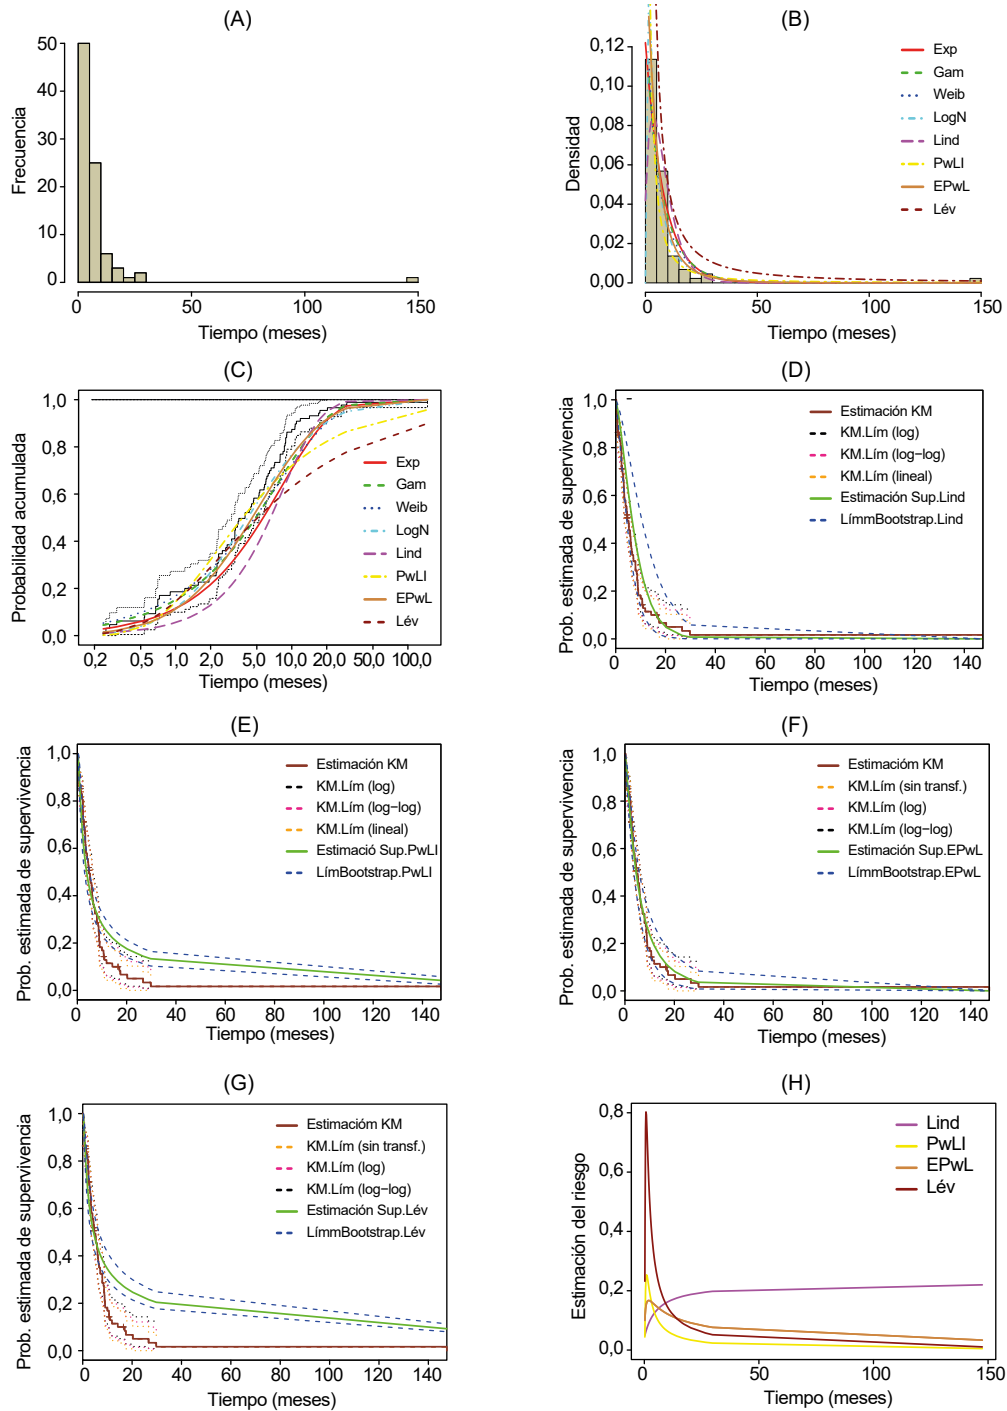 (A)
Frecuencia
50
40
30
20
10
0
0 50 100 150
Tiempo (meses)
(B)
Densidad
0,12
0,10
0,08
0,06
0,04
0,02
0,00
Exp
Gam
Weib
LogN
Lind
PwLI
EPwL
Lév
0 50 100 150
Tiempo (meses)
(C)
Probabilidad acumulada
1,0
0,8
0,6
0,4
0,2
0,0
Exp
Gam
Weib
LogN
Lind
PwLI
EPwL
Lév
0,2 0,5 1,0 2,0 5,0 10,0 20,0 50,0 100,0
Tiempo (meses)
(D)
Prob. estimada de supervivencia
1,0
0,8
0,6
0,4
0,2
0,0
Estimación KM
KM.Lím (log)
KM.Lím (log−log)
KM.Lím (lineal)
Estimación Sup.Lind
LímmBootstrap.Lind
0 20 40 60 80 100 120 140
Tiempo (meses)
(E)
Prob. estimada de supervivencia
1,0
0,8
0,6
0,4
0,2
0,0
Estimación KM
KM.Lím (log)
KM.Lím (log−log)
KM.Lím (lineal)
Estimació Sup.PwLI
LímBootstrap.PwLI
0 20 40 60 80 100 120 140
Tiempo (meses)
(F)
Prob. estimada de supervivencia
1,0
0,8
0,6
0,4
0,2
0,0
Estimacióm KM
KM.Lím (sin transf.)
KM.Lím (log)
KM.Lím (log−log)
Estimación Sup.EPwL
LímmBootstrap.EPwL
0 20 40 60 80 100 120 140
Tiempo (meses)
(G)
Prob. estimada de supervivencia
1,0
0,8
0,6
0,4
0,2
0,0
Estimacióm KM
KM.Lím (sin transf.)
KM.Lím (log)
KM.Lím (log−log)
Estimación Sup.Lév
LímmBootstrap.Lév
0 20 40 60 80 100 120 140
Tiempo (meses)
(H)
Estimación del riesgo
0,8
0,6
0,4
0,2
0,0
Lind
PwLI
EPwL
Lév
0 50 100 150
Tiempo (meses)